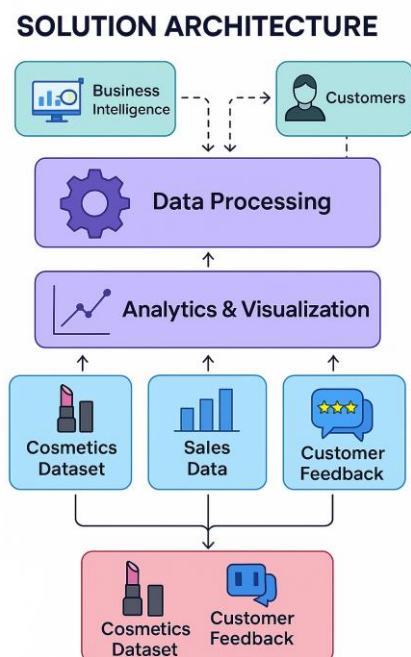 SOLUTION ARCHITECTURE
Business
Intelligence
Customers
Data Processing
Analytics & Visualization
Cosmetics
Dataset
Sales
Data
Customer
Feedback
Cosmetics
Dataset
Customer
Feedback